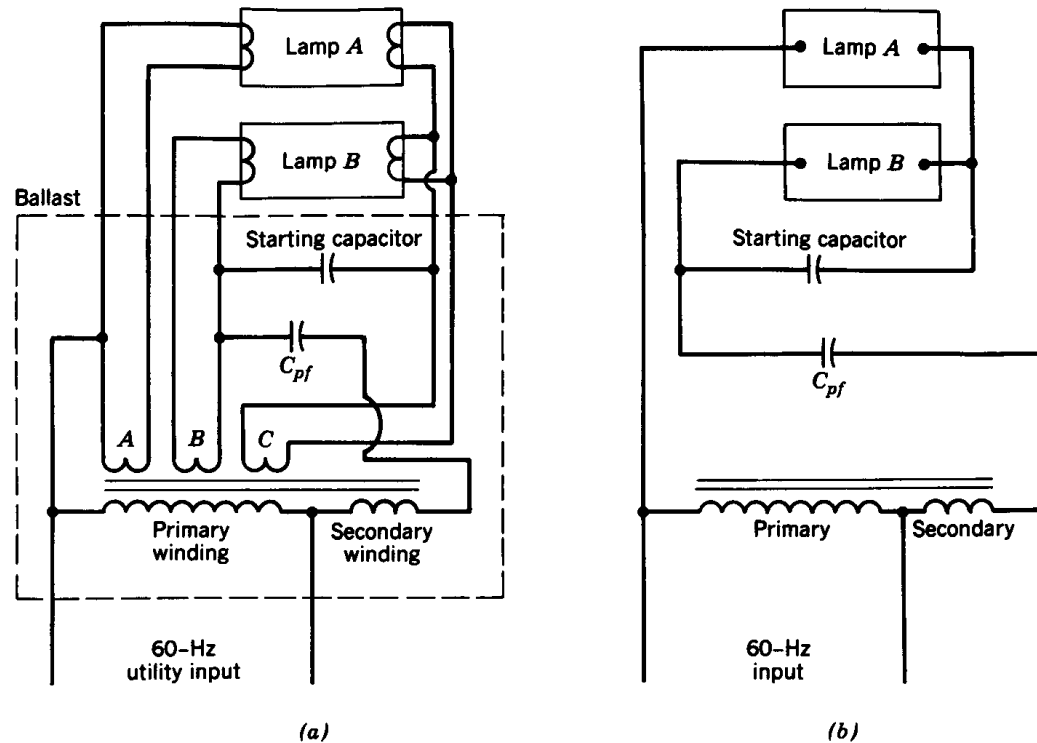 Lamp A
Lamp B
Ballast
Starting capacitor
C_pf
A
B
C
Primary
winding
Secondary
winding
60-Hz
utility input
(a)
Lamp A
Lamp B
Starting capacitor
C_pf
Primary
Secondary
60-Hz
input
(b)